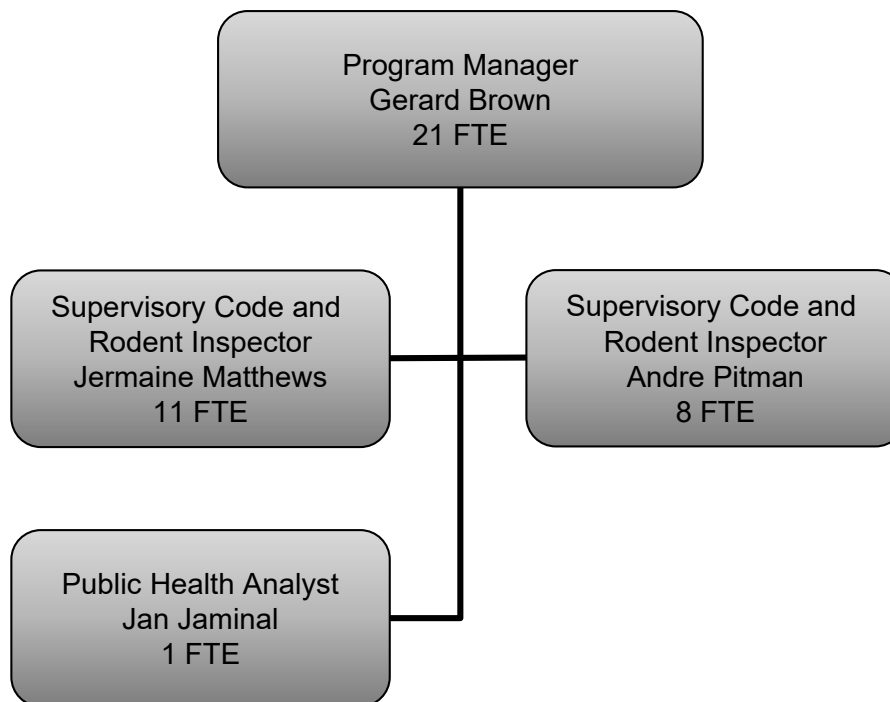 Program Manager
Gerard Brown
21 FTE
Supervisory Code and
Rodent Inspector
Jermaine Matthews
11 FTE
Supervisory Code and
Rodent Inspector
Andre Pitman
8 FTE
Public Health Analyst
Jan Jaminal
1 FTE